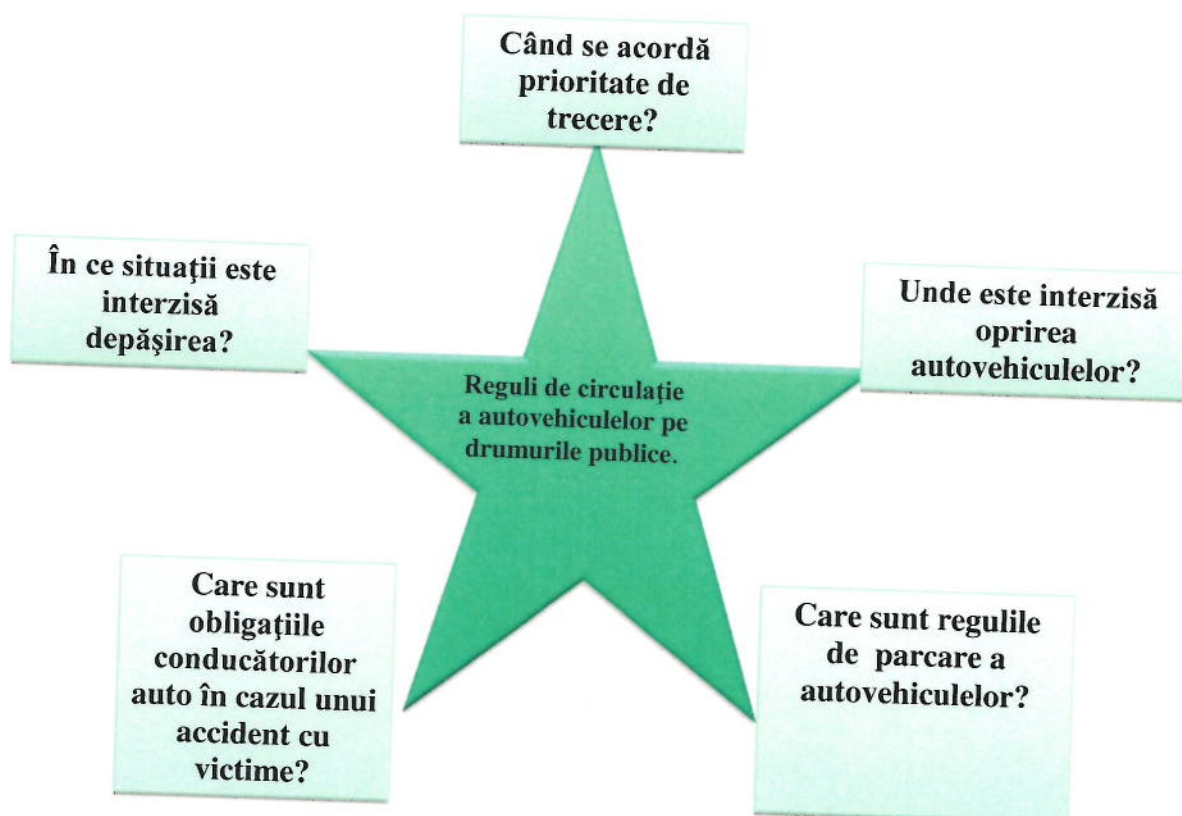 Când se acordă
prioritate de
trecere?
În ce situaţii este
interzisă
depăşirea?
Unde este interzisă
oprirea
autovehiculelor?
Reguli de circulaţie
a autovehiculelor pe
drumurile publice.
Care sunt
obligaţiile
conducătorilor
auto în cazul unui
accident cu
victime?
Care sunt regulile
de parcare a
autovehiculelor?